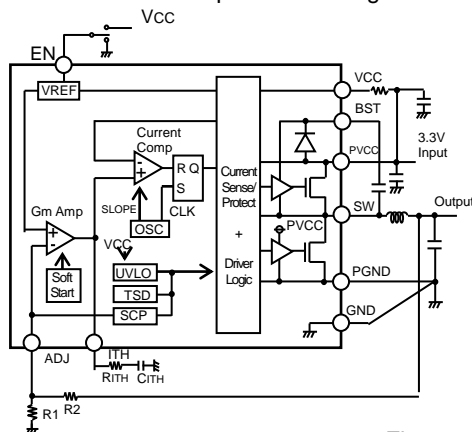 VCC
EN
VREF
VCC
BST
PVCC
3.3V
Input
Current
Comp
R Q
S
Current
Sense/
Protect
+
Driver
Logic
SW
Output
Gm Amp
SLOPE
OSC
CLK
VCC
PVCC
UVLO
TSD
SCP
Soft
Start
PGND
GND
ADJ
ITH
RITH
CITH
R1
R2